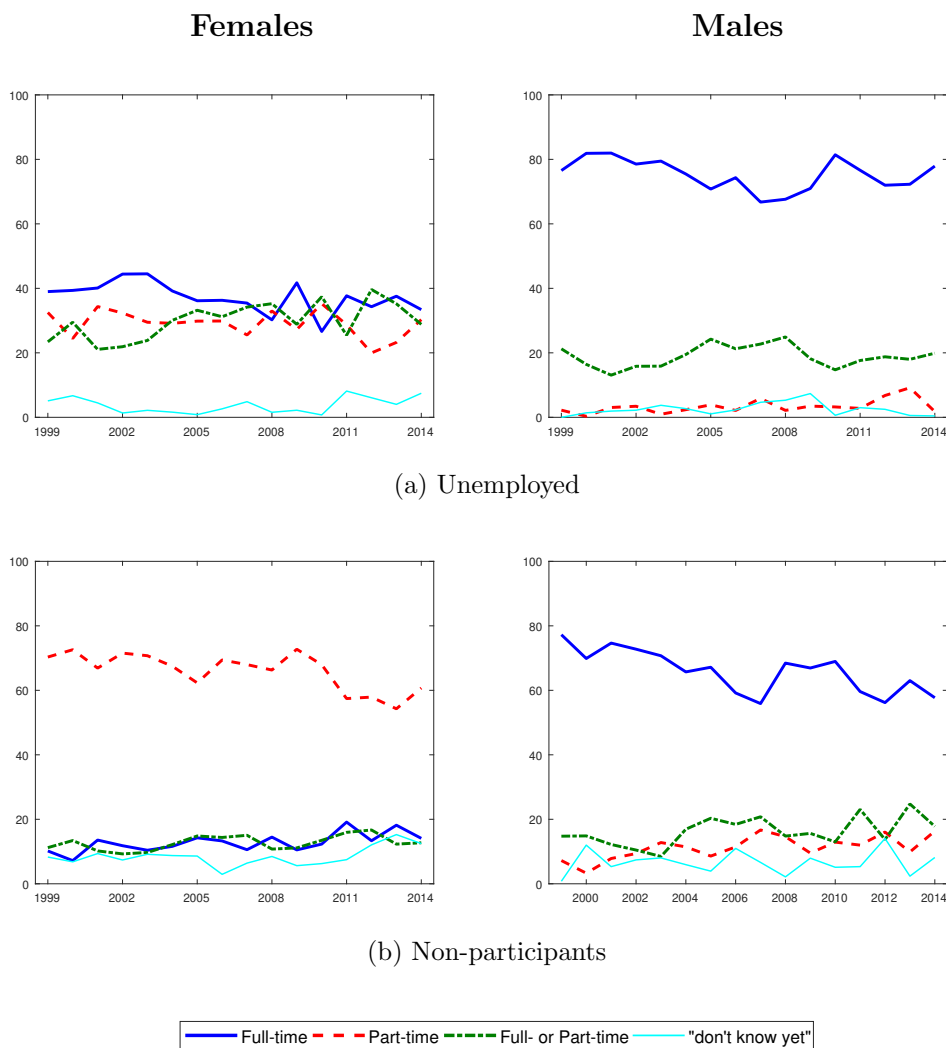 Females Males
100 100
80 80
60 60
40 40
20 20
0 0
1999 2002 2005 2008 2011 2014 1999 2002 2005 2008 2011 2014
(a) Unemployed
100 100
80 80
60 60
40 40
20 20
0 0
1999 2002 2005 2008 2011 2014 2000 2002 2004 2006 2008 2010 2012 2014
(b) Non-participants
Full-time Part-time Full- or Part-time "don't know yet"